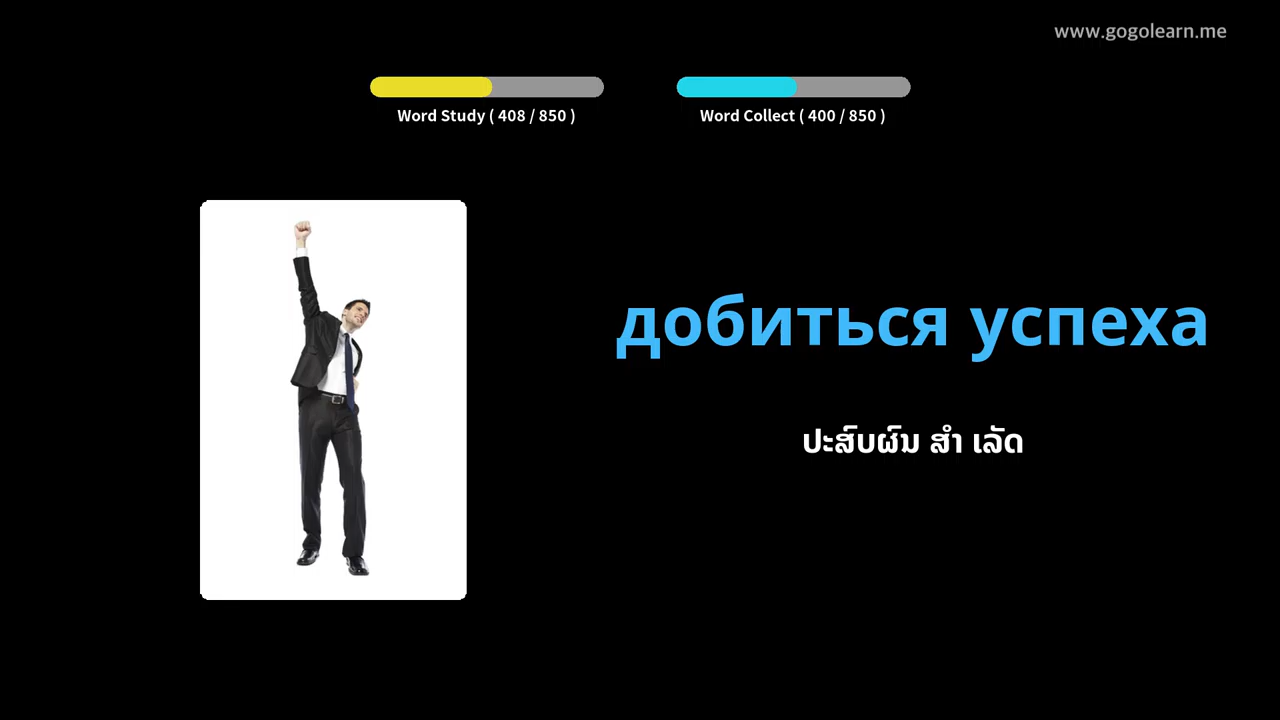 www.gogolearn.me
Word Study ( 408 / 850 )
Word Collect ( 400 / 850 )
добиться успеха
ປະສົບຜົນ ສຳ ເລັດ